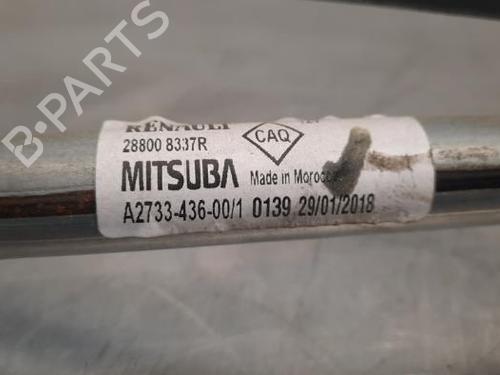 RENAULT
28800 8337R
CAQ
MITSUBA
Made in Morocco
A2733-436-00/1 0139 29/01/2018
B-PARTS